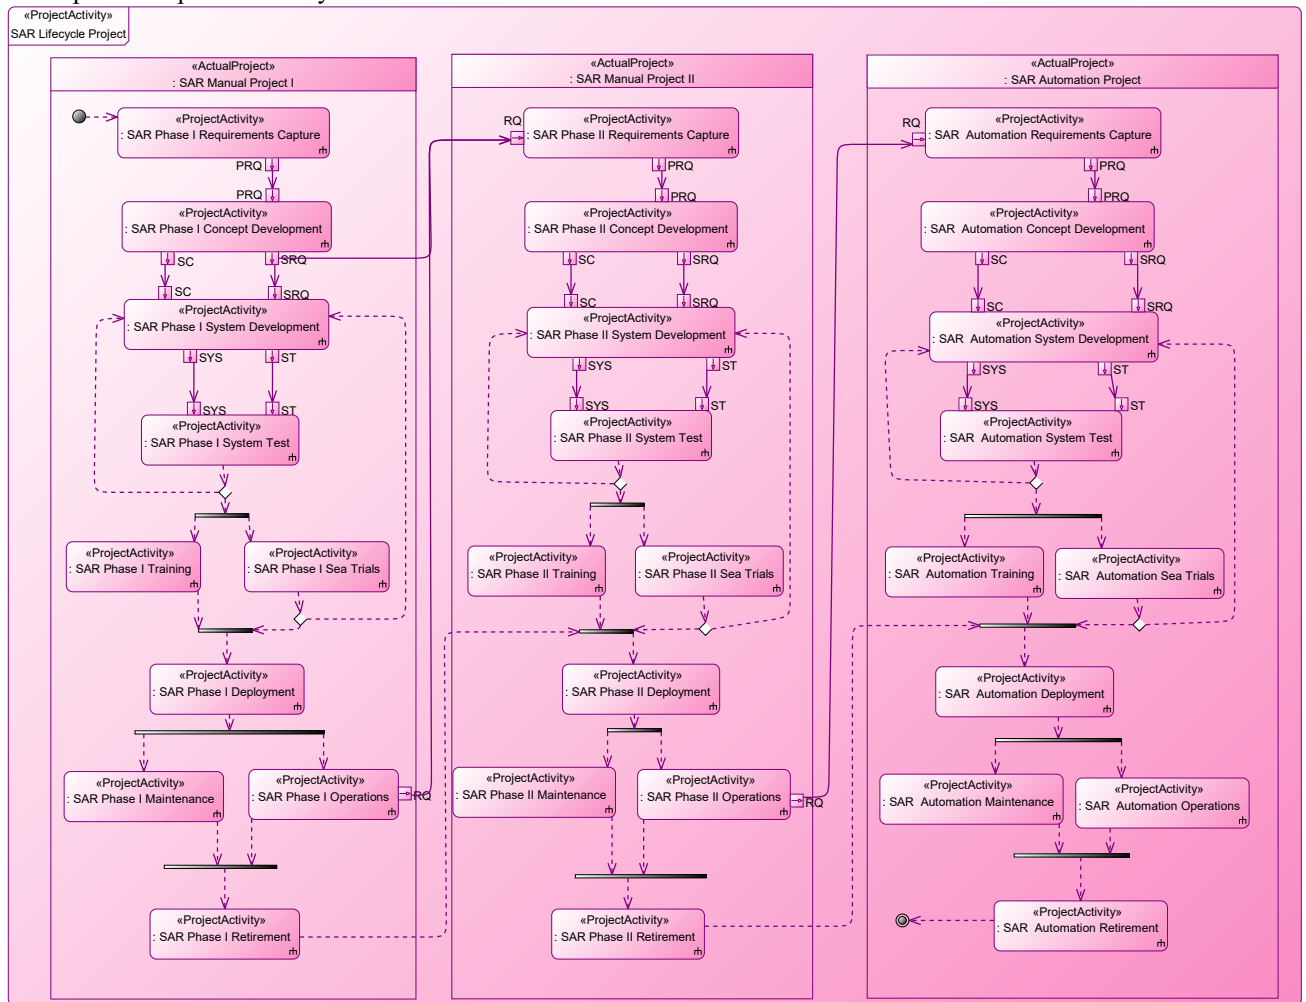 «ProjectActivity»
SAR Lifecycle Project
«ActualProject»
: SAR Manual Project I
«ProjectActivity»
: SAR Phase I Requirements Capture
PRQ
PRQ
«ProjectActivity»
: SAR Phase I Concept Development
SC
SRQ
SC
SRQ
«ProjectActivity»
: SAR Phase I System Development
SYS
ST
SYS
ST
«ProjectActivity»
: SAR Phase I System Test
«ProjectActivity»
: SAR Phase I Training
«ProjectActivity»
: SAR Phase I Sea Trials
«ProjectActivity»
: SAR Phase I Deployment
«ProjectActivity»
: SAR Phase I Maintenance
«ProjectActivity»
: SAR Phase I Operations
RQ
«ProjectActivity»
: SAR Phase I Retirement
«ActualProject»
: SAR Manual Project II
RQ
«ProjectActivity»
: SAR Phase II Requirements Capture
PRQ
PRQ
«ProjectActivity»
: SAR Phase II Concept Development
SC
SRQ
SC
SRQ
«ProjectActivity»
: SAR Phase II System Development
SYS
ST
SYS
ST
«ProjectActivity»
: SAR Phase II System Test
«ProjectActivity»
: SAR Phase II Training
«ProjectActivity»
: SAR Phase II Sea Trials
«ProjectActivity»
: SAR Phase II Deployment
«ProjectActivity»
: SAR Phase II Maintenance
«ProjectActivity»
: SAR Phase II Operations
RQ
«ProjectActivity»
: SAR Phase II Retirement
«ActualProject»
: SAR Automation Project
RQ
«ProjectActivity»
: SAR Automation Requirements Capture
PRQ
PRQ
«ProjectActivity»
: SAR Automation Concept Development
SC
SRQ
SC
SRQ
«ProjectActivity»
: SAR Automation System Development
SYS
ST
SYS
ST
«ProjectActivity»
: SAR Automation System Test
«ProjectActivity»
: SAR Automation Training
«ProjectActivity»
: SAR Automation Sea Trials
«ProjectActivity»
: SAR Automation Deployment
«ProjectActivity»
: SAR Automation Maintenance
«ProjectActivity»
: SAR Automation Operations
«ProjectActivity»
: SAR Automation Retirement